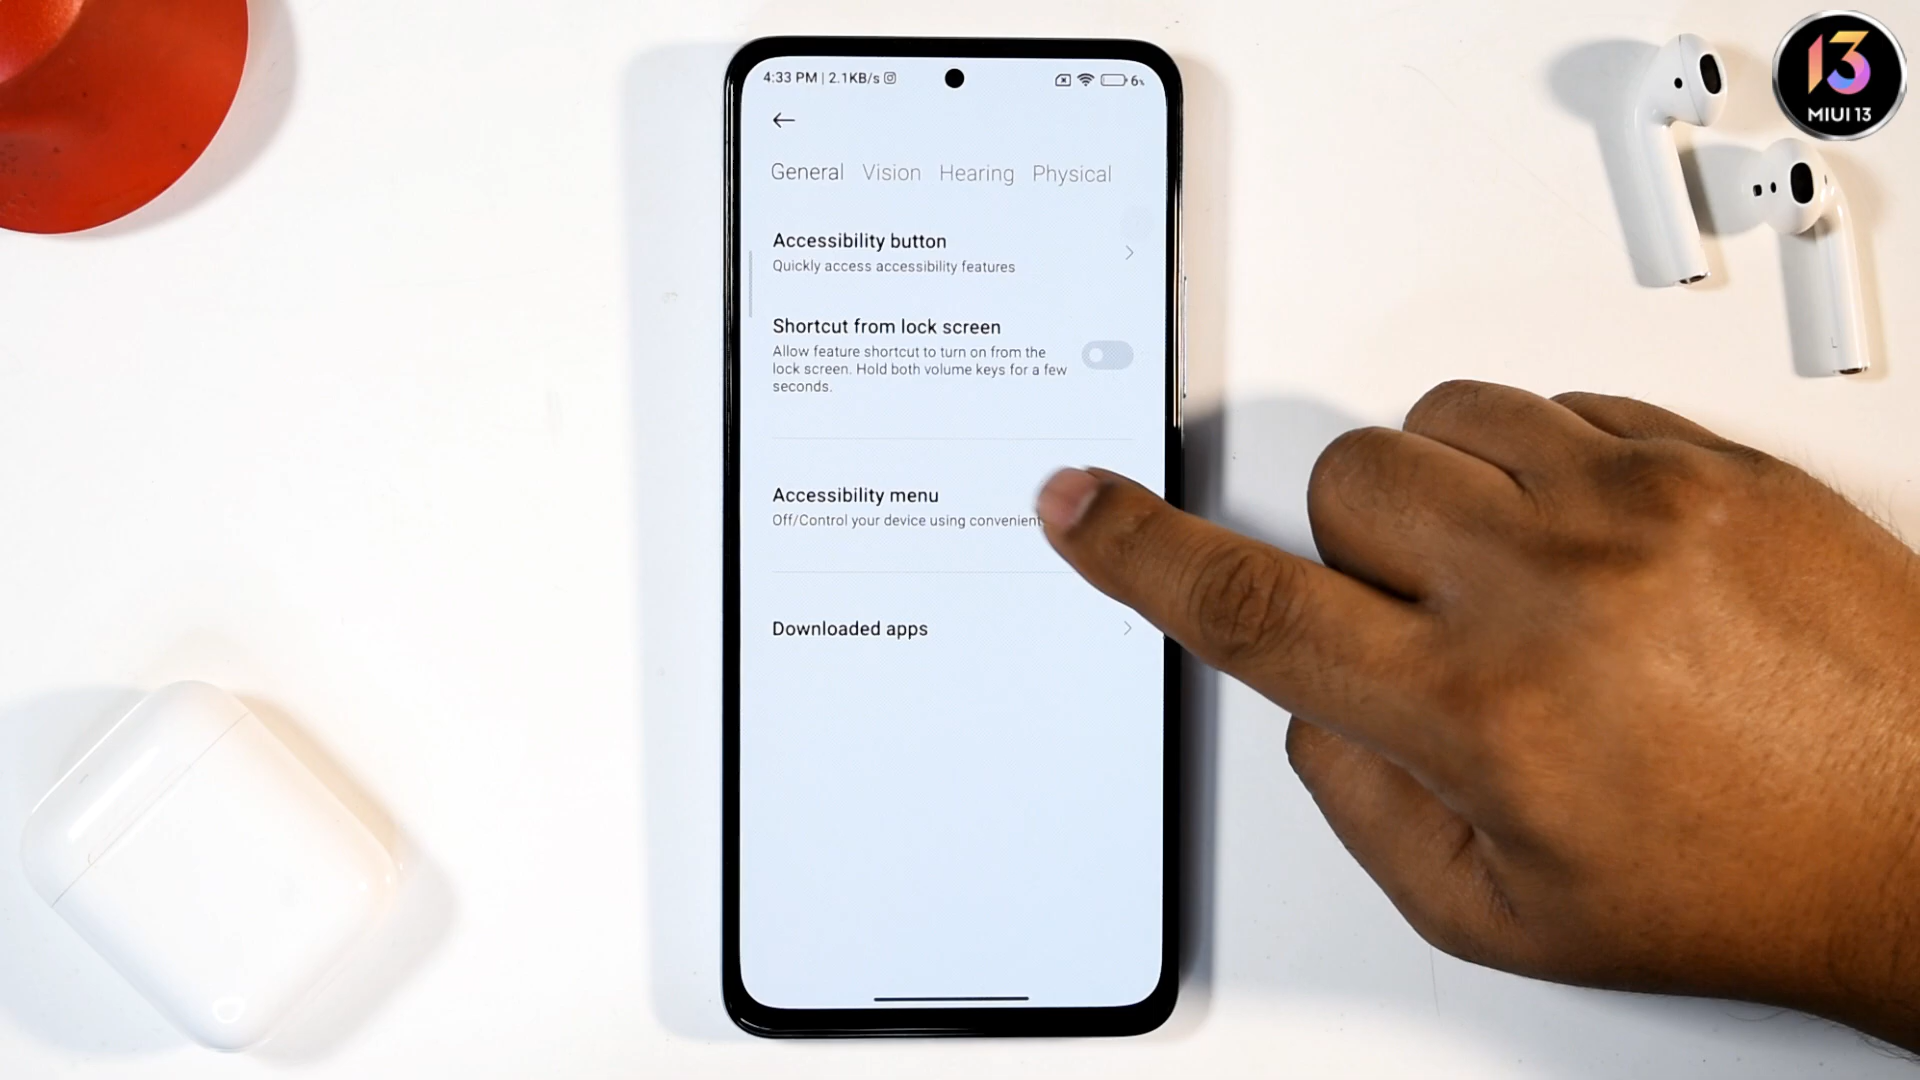 4:33 PM | 2.1KB/s
6%
General Vision Hearing Physical
Accessibility button
Quickly access accessibility features
Shortcut from lock screen
Allow feature shortcut to turn on from the
lock screen. Hold both volume keys for a few
seconds.
Accessibility menu
Off/Control your device using convenient
Downloaded apps
13
MIUI 13
L